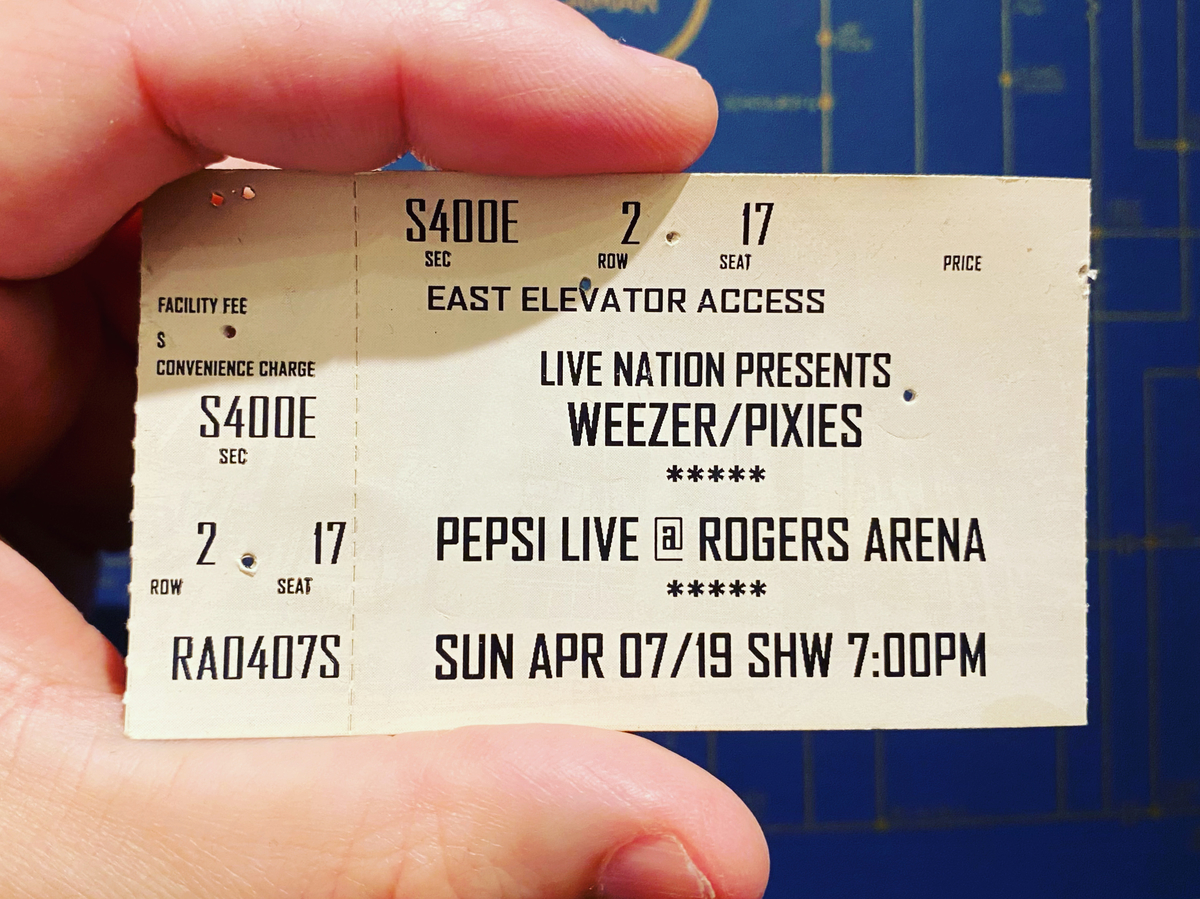 S400E 2 17
SEC ROW SEAT PRICE
EAST ELEVATOR ACCESS
LIVE NATION PRESENTS
WEEZER/PIXIES
*****
PEPSI LIVE @ ROGERS ARENA
*****
SUN APR 07/19 SHW 7:00PM
FACILITY FEE
$
CONVENIENCE CHARGE
S400E
SEC
2 17
ROW SEAT
RA0407S